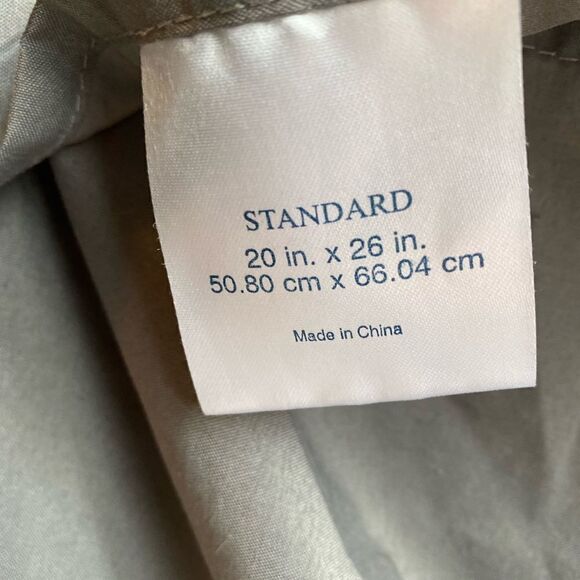 STANDARD
20 in. x 26 in.
50.80 cm x 66.04 cm
Made in China